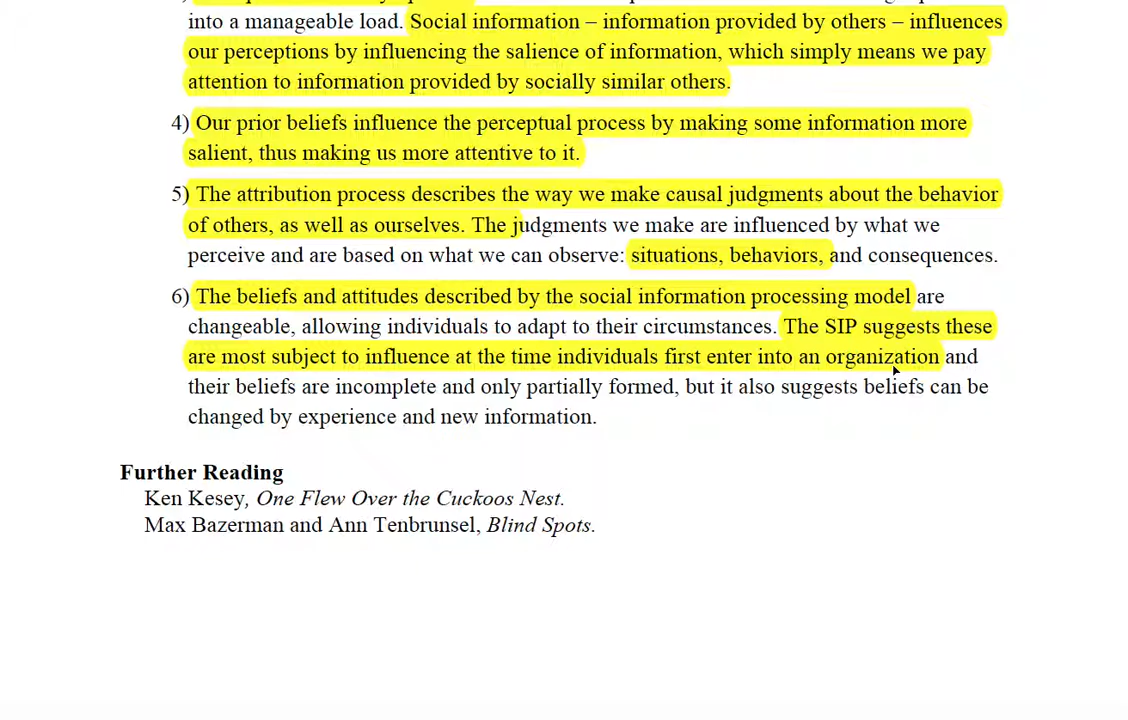 into a manageable load. Social information – information provided by others – influences
our perceptions by influencing the salience of information, which simply means we pay
attention to information provided by socially similar others.
4) Our prior beliefs influence the perceptual process by making some information more
salient, thus making us more attentive to it.
5) The attribution process describes the way we make causal judgments about the behavior
of others, as well as ourselves. The judgments we make are influenced by what we
perceive and are based on what we can observe: situations, behaviors, and consequences.
6) The beliefs and attitudes described by the social information processing model are
changeable, allowing individuals to adapt to their circumstances. The SIP suggests these
are most subject to influence at the time individuals first enter into an organization and
their beliefs are incomplete and only partially formed, but it also suggests beliefs can be
changed by experience and new information.
Further Reading
Ken Kesey, One Flew Over the Cuckoos Nest.
Max Bazerman and Ann Tenbrunsel, Blind Spots.